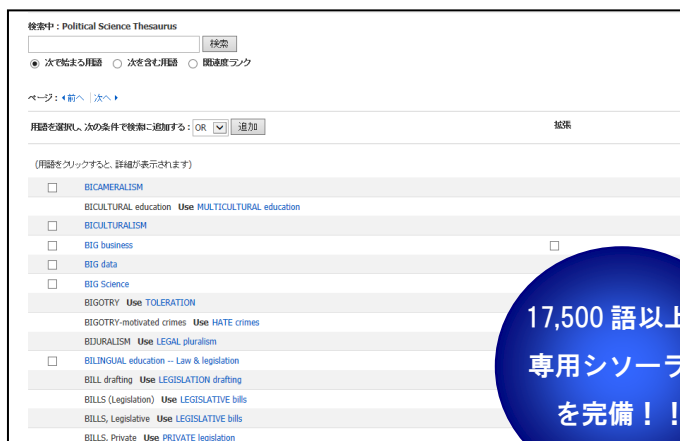 検索中 : Political Science Thesaurus
検索
次で始まる用語 次を含む用語 関連度ランク
ページ : 前へ | 次へ
用語を選択し、次の条件で検索に追加する : OR 追加 拡張
(用語をクリックすると、詳細が表示されます)
BICAMERALISM
BICULTURAL education Use MULTICULTURAL education
BICULTURALISM
BIG business
BIG data
BIG Science
BIGOTRY Use TOLERATION
BIGOTRY-motivated crimes Use HATE crimes
BIJURALISM Use LEGAL pluralism
BILINGUAL education -- Law & legislation
BILL drafting Use LEGISLATION drafting
BILLS (Legislation) Use LEGISLATIVE bills
BILLS, Legislative Use LEGISLATIVE bills
BILLS, Private Use PRIVATE legislation
17,500 語以上
専用シソーラ
を完備！！